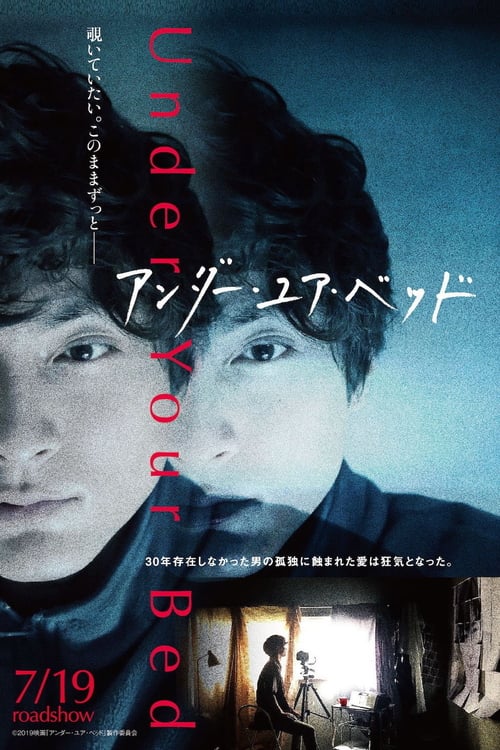 覗いていたい。このままずっと――
Under Your Bed
アンダー・ユア・ベッド
30年存在しなかった男の孤独に蝕まれた愛は狂気となった。
7/19
roadshow
©2019映画「アンダー・ユア・ベッド」製作委員会